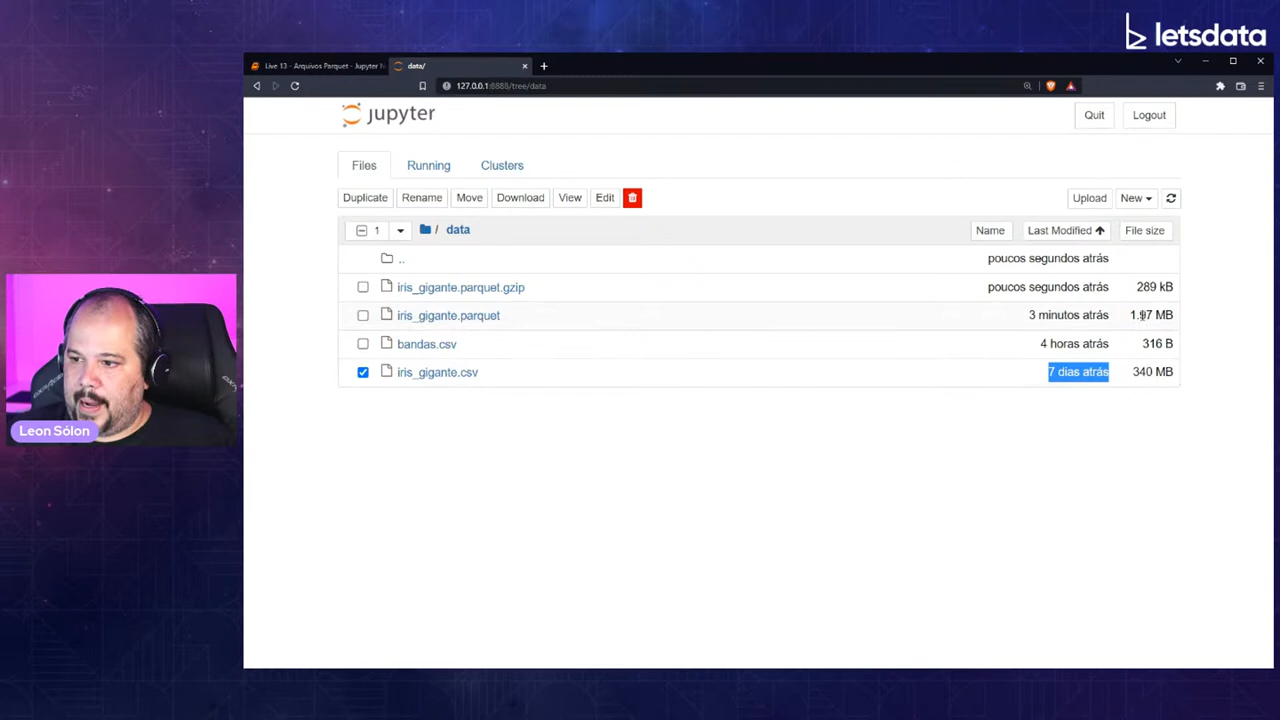 letsdata
Live 13 - Arquivos Parquet - Jupyter N
data/
127.0.0.1:8888/tree/data
jupyter
Quit
Logout
Files
Running
Clusters
Duplicate
Rename
Move
Download
View
Edit
Upload
New
1
/ data
Name
Last Modified
File size
..
poucos segundos atrás
iris_gigante.parquet.gzip
poucos segundos atrás
289 kB
iris_gigante.parquet
3 minutos atrás
1.97 MB
bandas.csv
4 horas atrás
316 B
iris_gigante.csv
7 dias atrás
340 MB
Leon Sólon